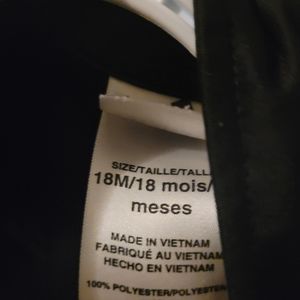 SIZE/TAILLE/TALL
18M/18 mois/
meses
MADE IN VIETNAM
FABRIQUÉ AU VIETNAM
HECHO EN VIETNAM
100% POLYESTER/POLYESTER